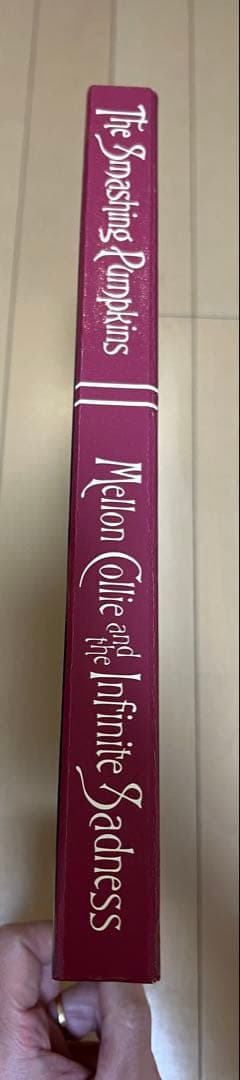 The Smashing Pumpkins
Mellon Collie and the Infinite Sadness